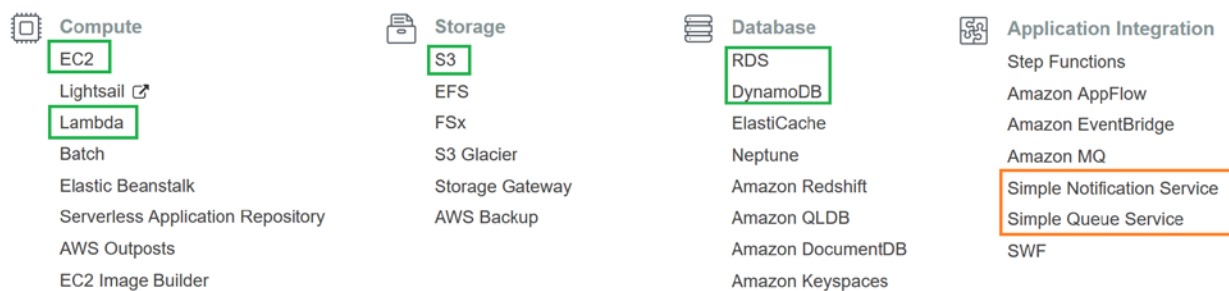 Compute
EC2
Lightsail
Lambda
Batch
Elastic Beanstalk
Serverless Application Repository
AWS Outposts
EC2 Image Builder
Storage
S3
EFS
FSx
S3 Glacier
Storage Gateway
AWS Backup
Database
RDS
DynamoDB
ElastiCache
Neptune
Amazon Redshift
Amazon QLDB
Amazon DocumentDB
Amazon Keyspaces
Application Integration
Step Functions
Amazon AppFlow
Amazon EventBridge
Amazon MQ
Simple Notification Service
Simple Queue Service
SWF